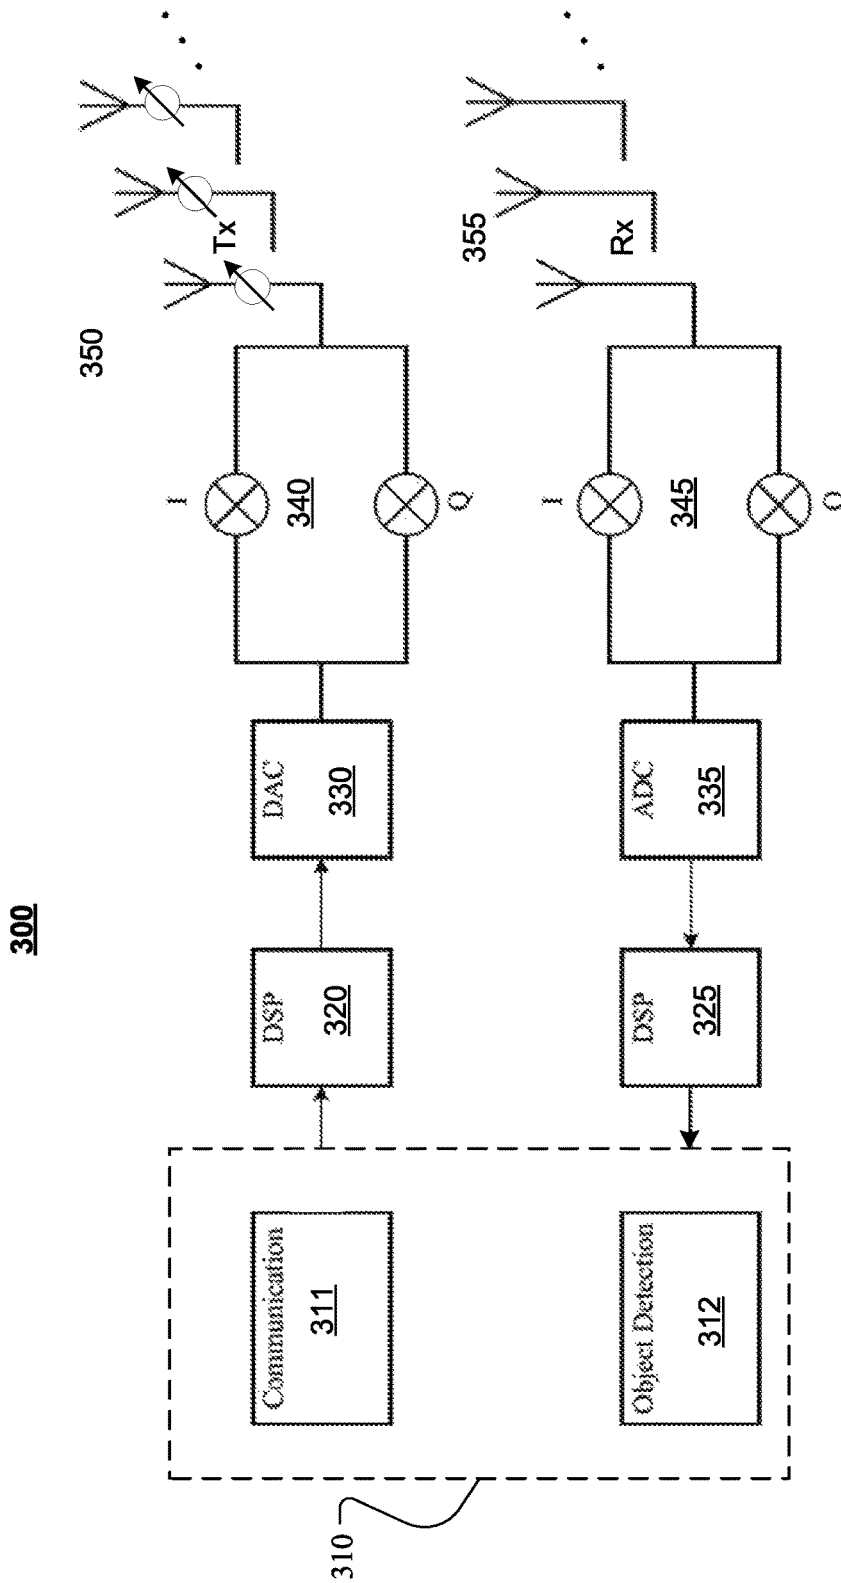 300
310
Communication
311
Object Detection
312
DSP
320
DSP
325
DAC
330
ADC
335
I
340
Q
I
345
Q
350
Tx
355
Rx